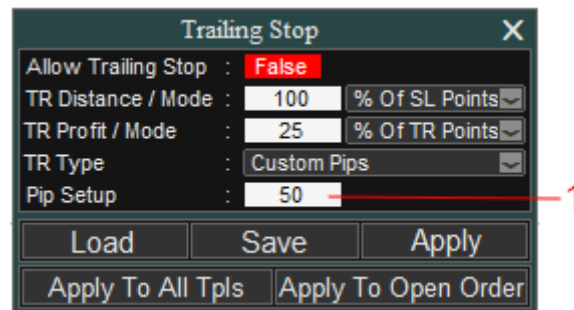 Trailing Stop X
Allow Trailing Stop : False
TR Distance / Mode : 100 % Of SL Points
TR Profit / Mode : 25 % Of TR Points
TR Type : Custom Pips
Pip Setup : 50 1
Load Save Apply
Apply To All Tpls Apply To Open Order